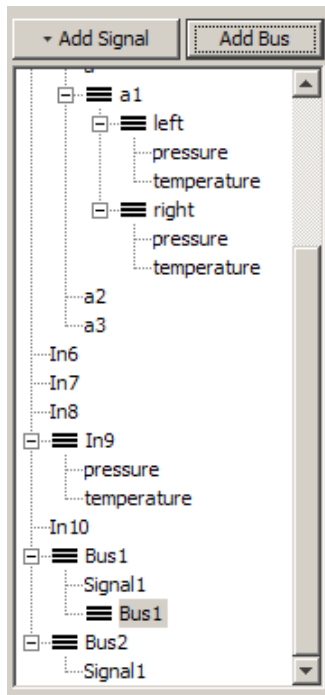 Add Signal
Add Bus
a1
left
pressure
temperature
right
pressure
temperature
a2
a3
In6
In7
In8
In9
pressure
temperature
In10
Bus1
Signal1
Bus1
Bus2
Signal1